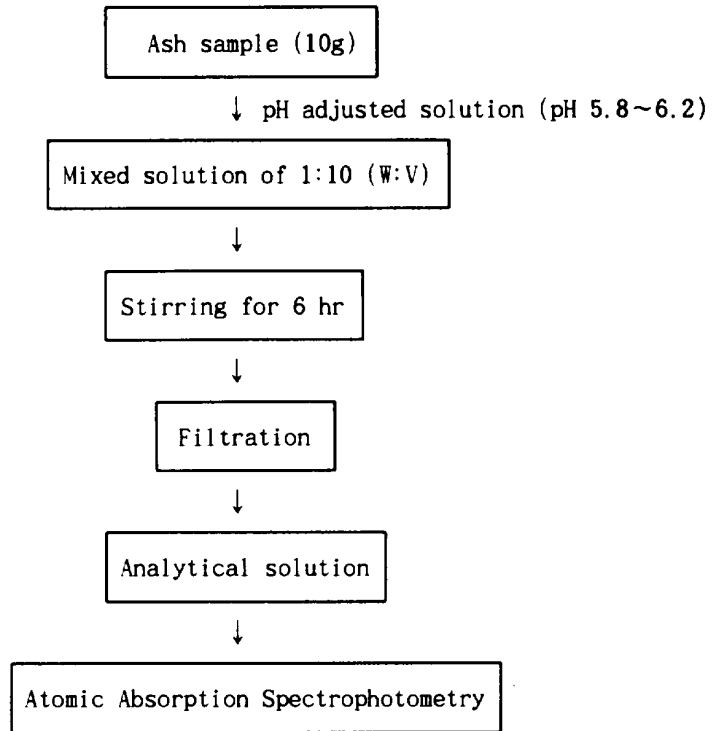 Ash sample (10g)
↓ pH adjusted solution (pH 5.8~6.2)
Mixed solution of 1:10 (W:V)
↓
Stirring for 6 hr
↓
Filtration
↓
Analytical solution
↓
Atomic Absorption Spectrophotometry